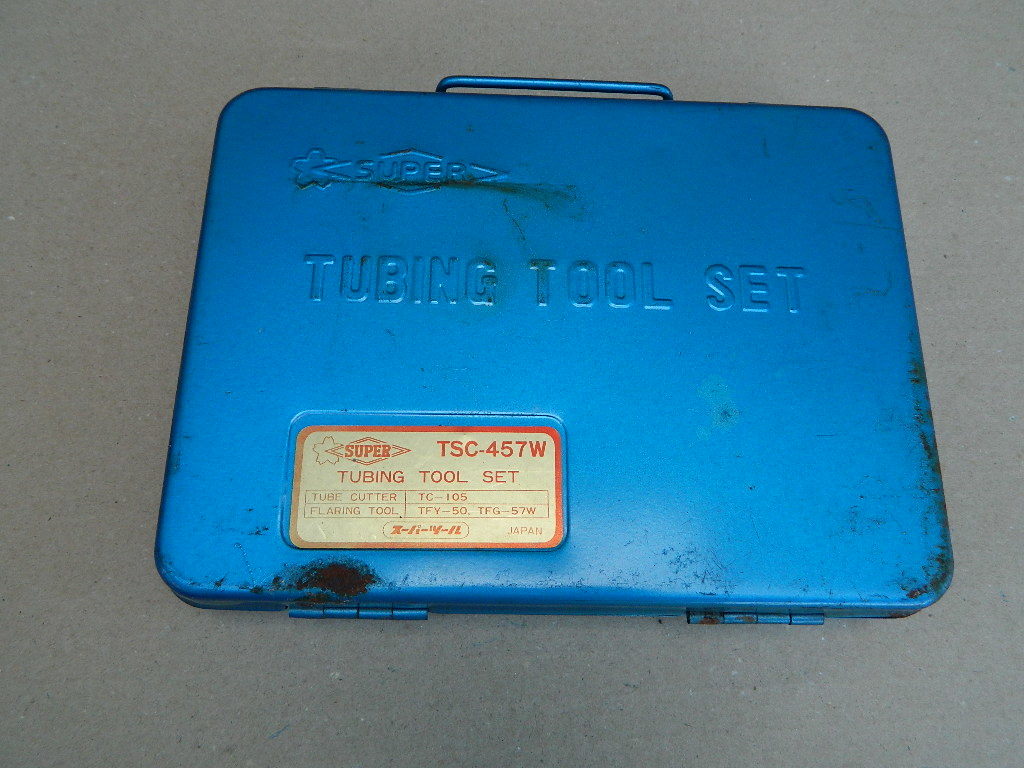 SUPER
TUBING TOOL SET
SUPER TSC-457W
TUBING TOOL SET
TUBE CUTTER TC-105
FLARING TOOL TFY-50, TFG-57W
スーパーツール JAPAN